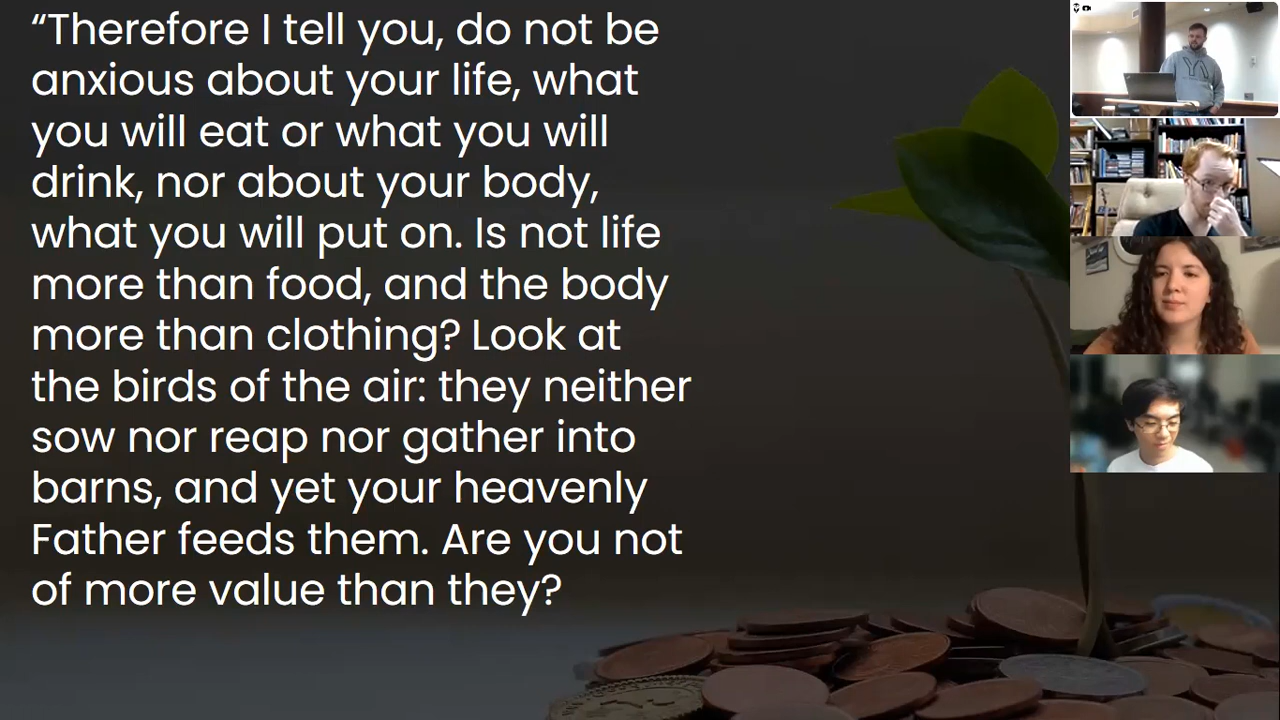 “Therefore I tell you, do not be
anxious about your life, what
you will eat or what you will
drink, nor about your body,
what you will put on. Is not life
more than food, and the body
more than clothing? Look at
the birds of the air: they neither
sow nor reap nor gather into
barns, and yet your heavenly
Father feeds them. Are you not
of more value than they?